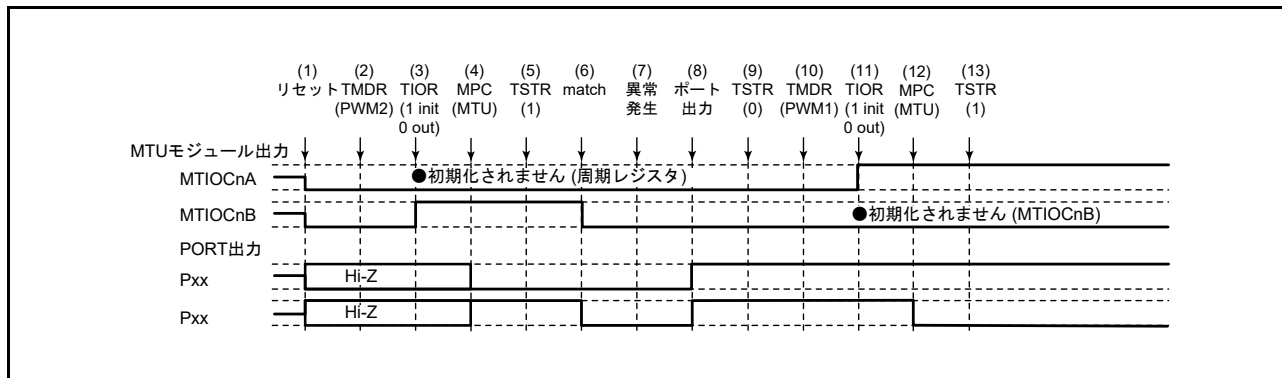 (1) (2) (3) (4) (5) (6) (7) (8) (9) (10) (11) (12) (13)
リセット TMDR TIOR MPC TSTR match 異常 ポート TSTR TMDR TIOR MPC TSTR
(PWM2) (1 init (MTU) (1) 発生 出力 (0) (PWM1) (1 init (MTU) (1)
0 out) 0 out)
MTUモジュール出力
MTIOCnA ●初期化されません (周期レジスタ)
MTIOCnB ●初期化されません (MTIOCnB)
PORT出力
Pxx Hi-Z
Pxx Hi-Z